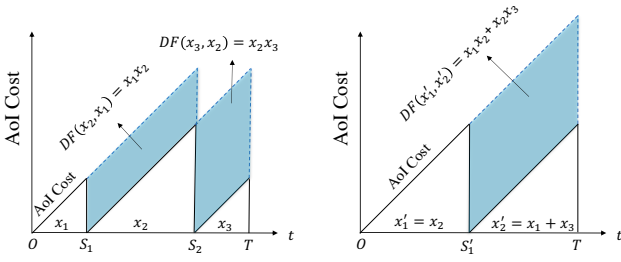 AoI Cost
DF(x₃, x₂) = x₂x₃
DF(x₂, x₁) = x₁x₂
AoI Cost
x₁
x₂
x₃
O
S₁
S₂
T
t
AoI Cost
DF(x′₁, x′₂) = x₁x₂ + x₂x₃
AoI Cost
x′₁ = x₂
x′₂ = x₁ + x₃
O
S′₁
T
t